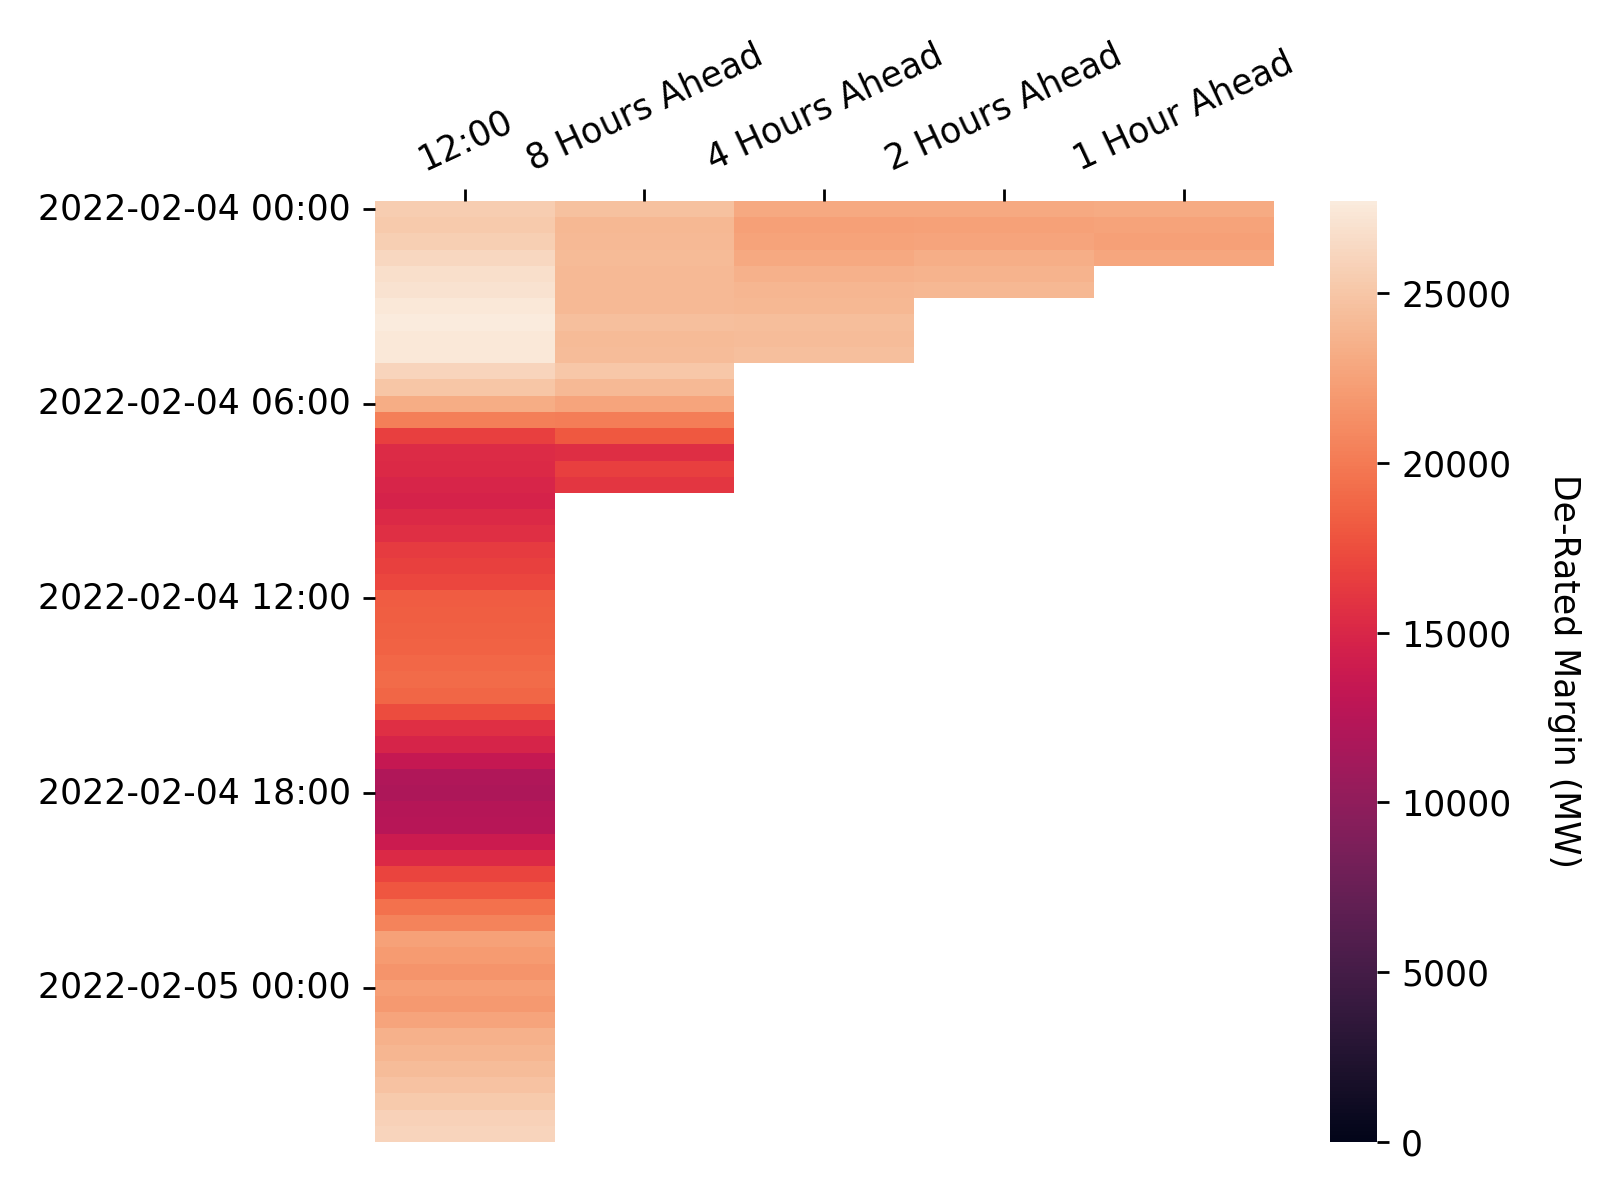 12:00
8 Hours Ahead
4 Hours Ahead
2 Hours Ahead
1 Hour Ahead
2022-02-04 00:00
2022-02-04 06:00
2022-02-04 12:00
2022-02-04 18:00
2022-02-05 00:00
25000
20000
15000
10000
5000
0
De-Rated Margin (MW)